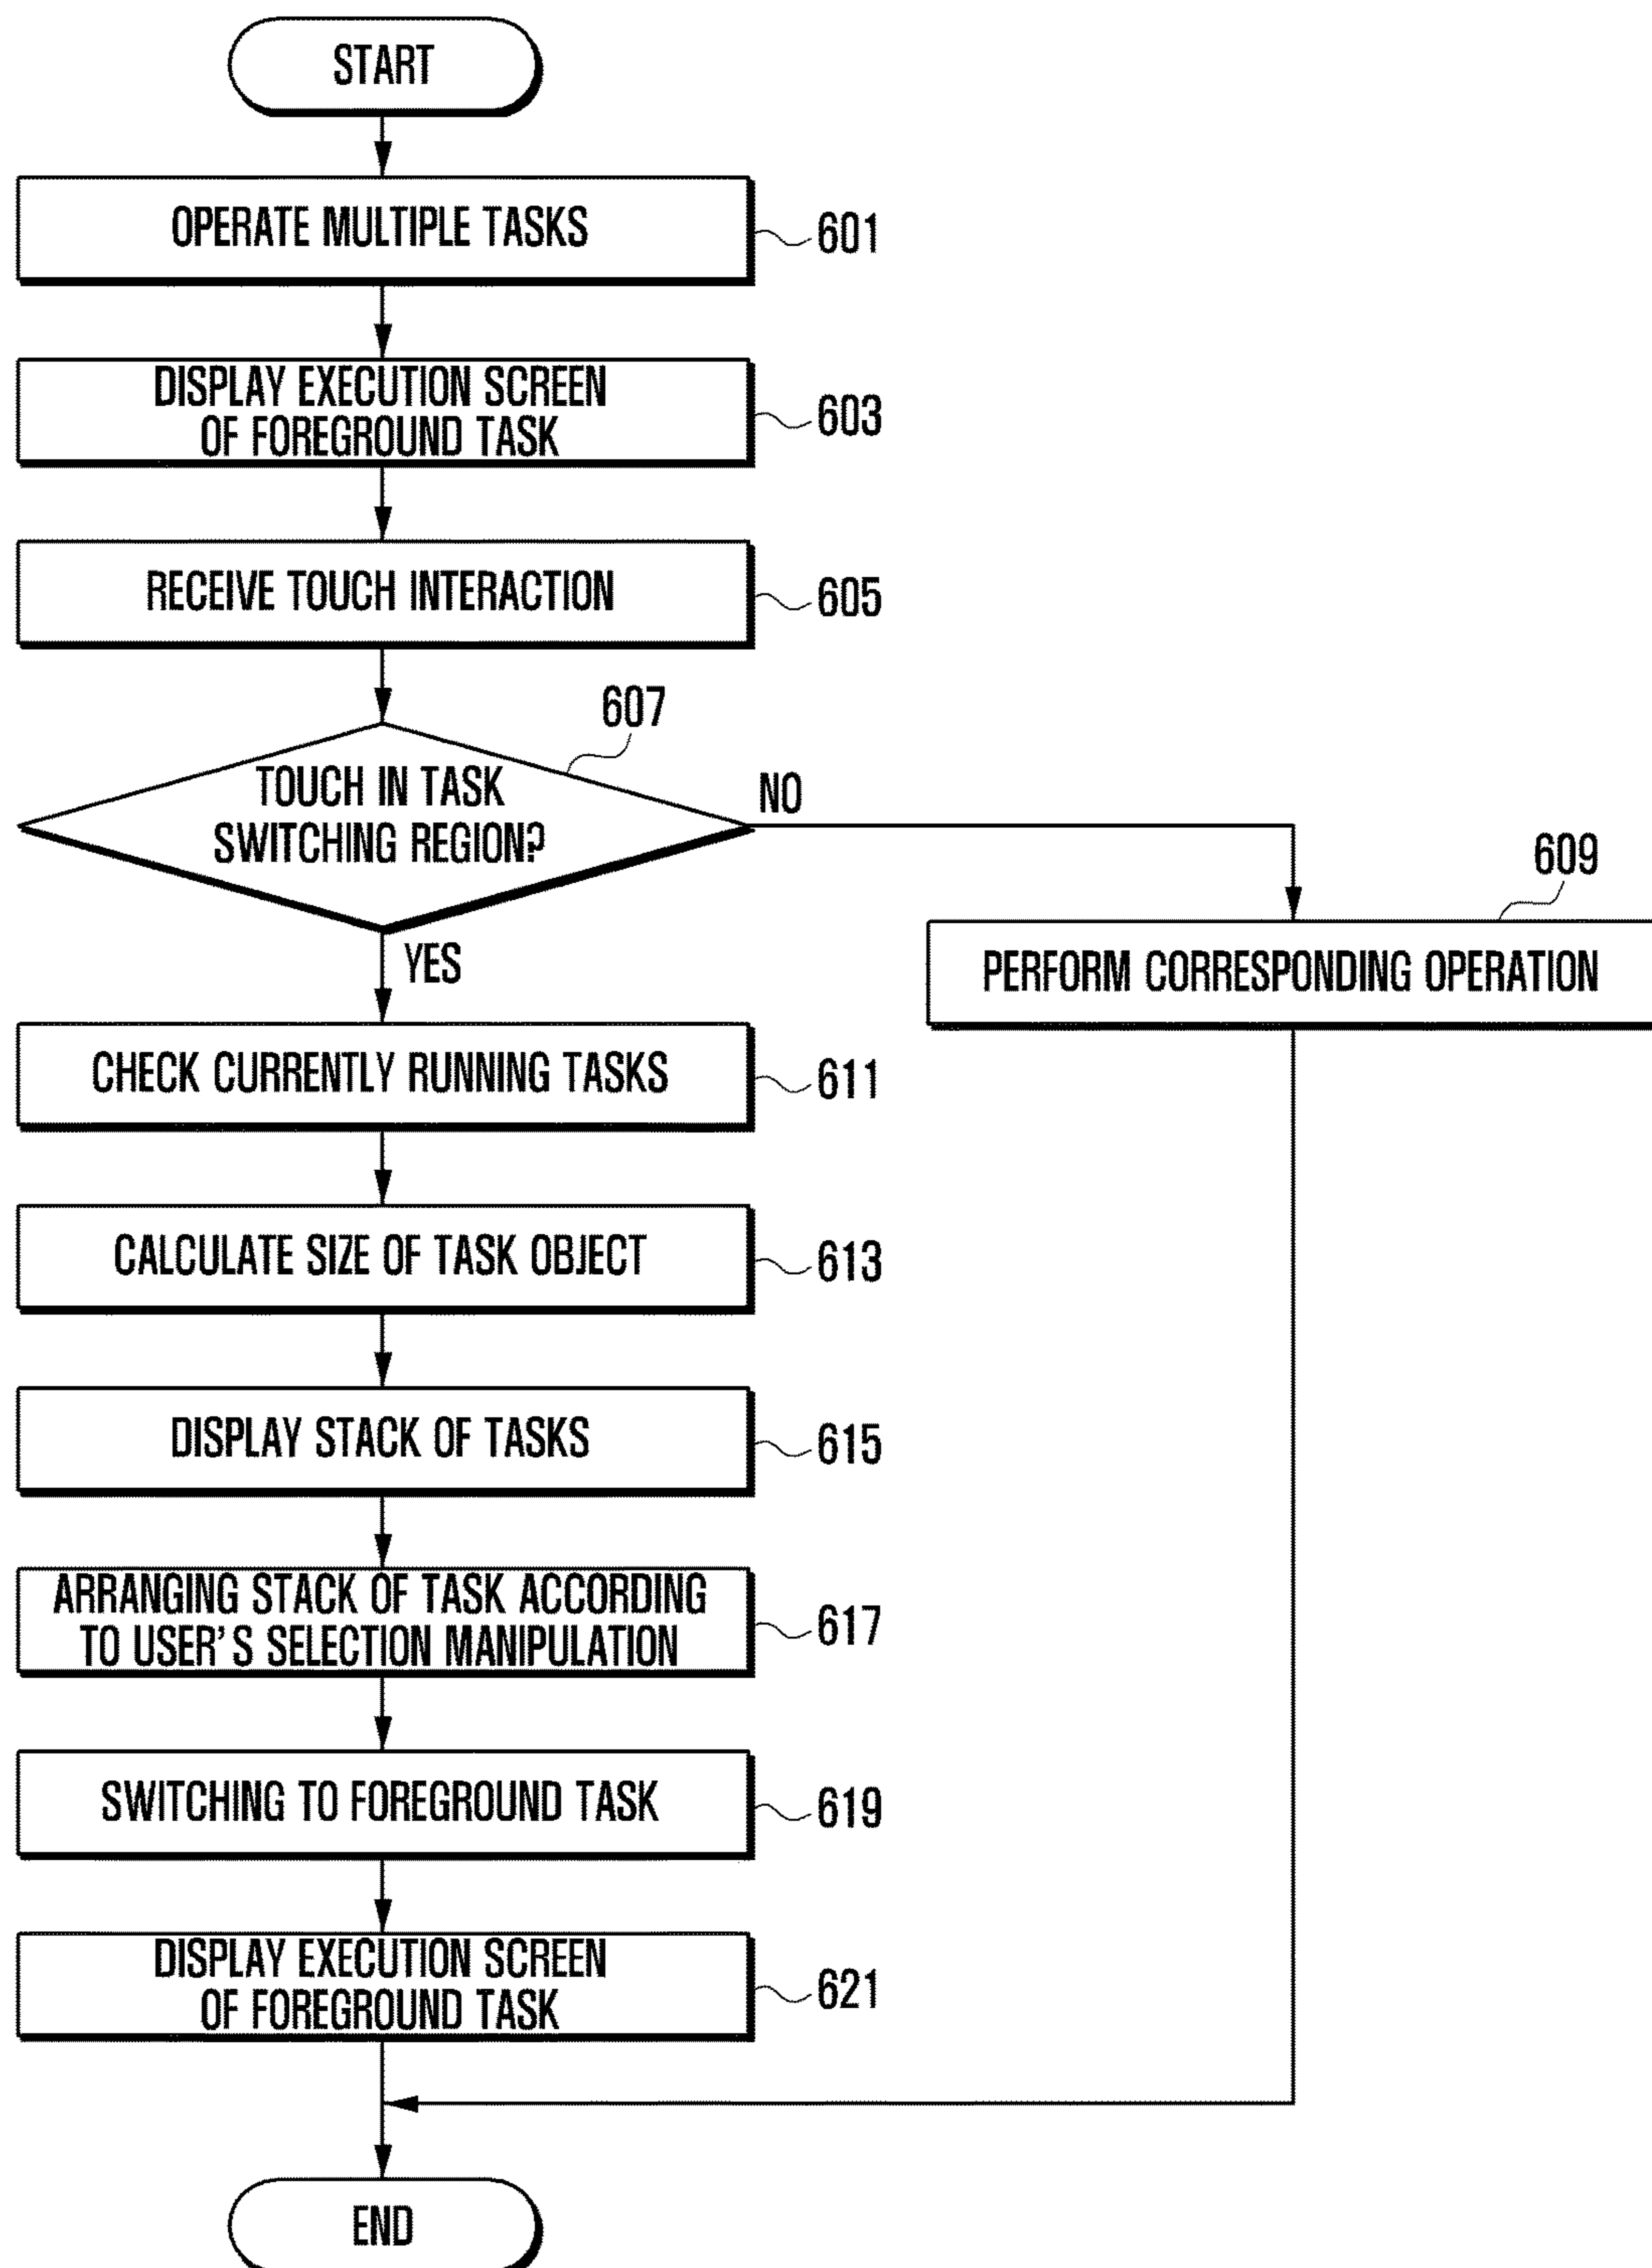 START
OPERATE MULTIPLE TASKS
601
DISPLAY EXECUTION SCREEN
OF FOREGROUND TASK
603
RECEIVE TOUCH INTERACTION
605
607
TOUCH IN TASK
SWITCHING REGION?
NO
YES
609
PERFORM CORRESPONDING OPERATION
CHECK CURRENTLY RUNNING TASKS
611
CALCULATE SIZE OF TASK OBJECT
613
DISPLAY STACK OF TASKS
615
ARRANGING STACK OF TASK ACCORDING
TO USER'S SELECTION MANIPULATION
617
SWITCHING TO FOREGROUND TASK
619
DISPLAY EXECUTION SCREEN
OF FOREGROUND TASK
621
END